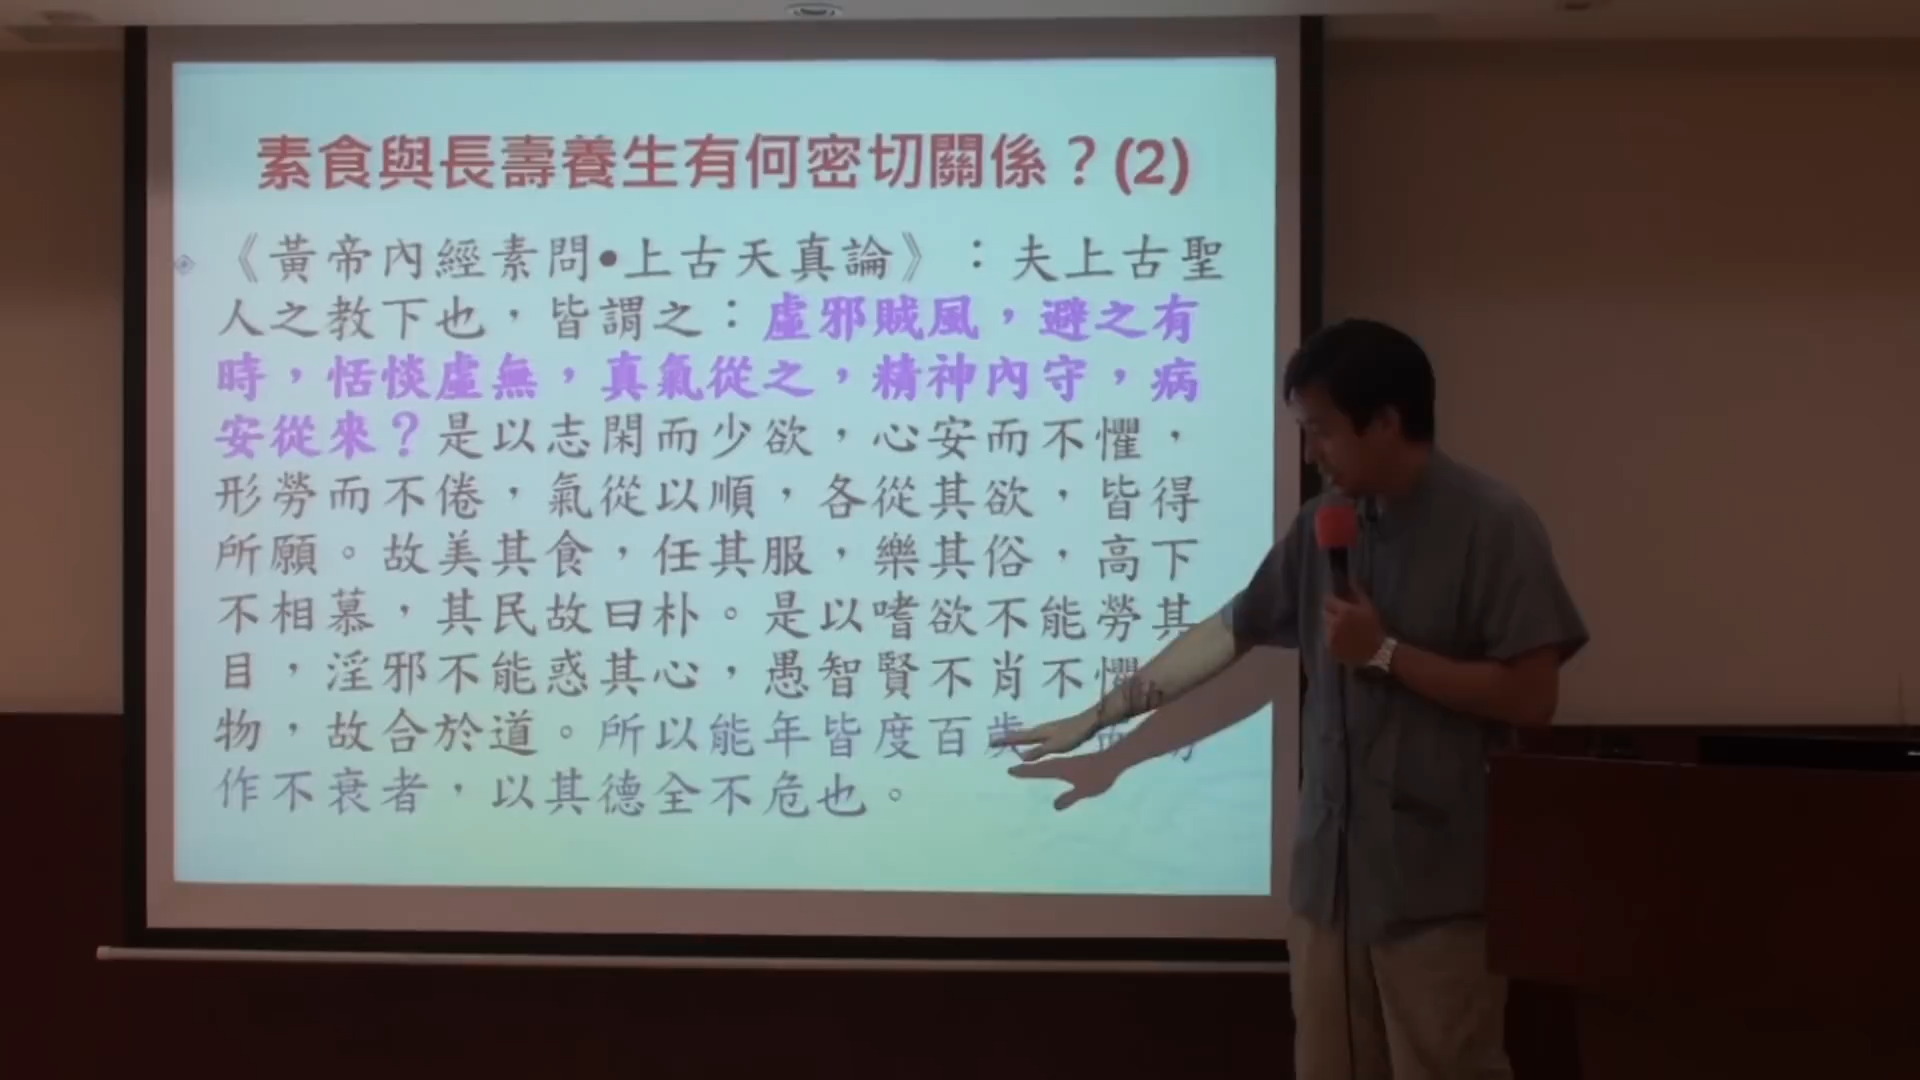 素食與長壽養生有何密切關係？(2)
《黃帝內經素問•上古天真論》：夫上古聖
人之教下也，皆謂之：虛邪賊風，避之有
時，恬惔虛無，真氣從之，精神內守，病
安從來？是以志閑而少欲，心安而不懼，
形勞而不倦，氣從以順，各從其欲，皆得
所願。故美其食，任其服，樂其俗，高下
不相慕，其民故曰朴。是以嗜欲不能勞其
目，淫邪不能惑其心，愚智賢不肖不懼
物，故合於道。所以能年皆度百歲
作不衰者，以其德全不危也。